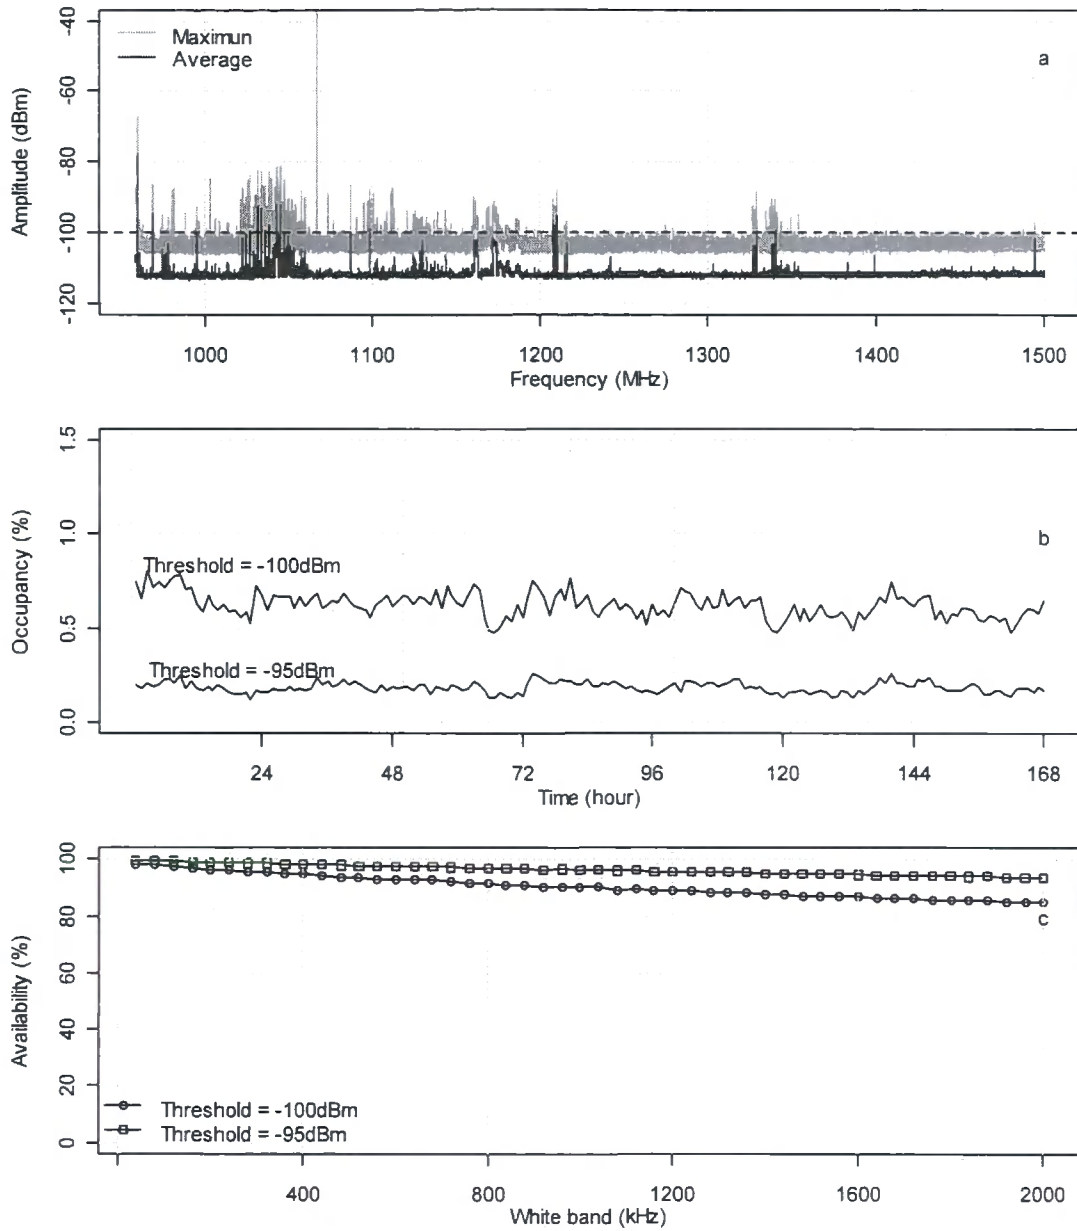 Amplitude (dBm)
-40
-60
-80
-100
-120
Maximun
Average
a
1000 1100 1200 1300 1400 1500
Frequency (MHz)
Occupancy (%)
1.5
1.0
0.5
0.0
b
Threshold = -100dBm
Threshold = -95dBm
24 48 72 96 120 144 168
Time (hour)
Availability (%)
100
80
60
40
20
0
c
Threshold = -100dBm
Threshold = -95dBm
400 800 1200 1600 2000
White band (kHz)